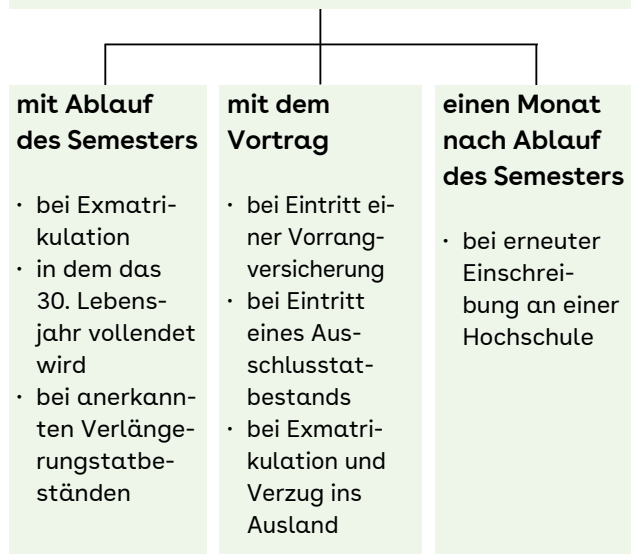 mit Ablauf
des Semesters
· bei Exmatri-
kulation
· in dem das
30. Lebens-
jahr vollendet
wird
· bei anerkann-
ten Verlänge-
rungstatbe-
ständen
mit dem
Vortrag
· bei Eintritt ei-
ner Vorrang-
versicherung
· bei Eintritt
eines Aus-
schlusstat-
bestands
· bei Exmatri-
kulation und
Verzug ins
Ausland
einen Monat
nach Ablauf
des Semesters
· bei erneuter
Einschrei-
bung an einer
Hochschule